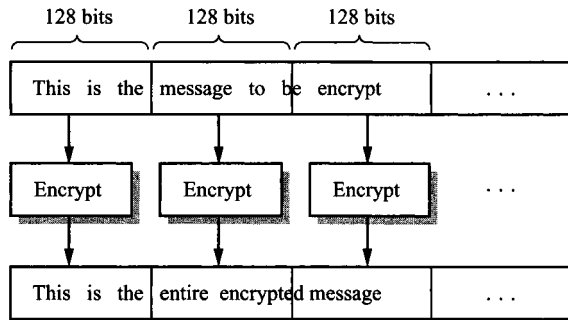 128 bits 128 bits 128 bits
This is the message to be encrypt . . .
Encrypt Encrypt Encrypt . . .
This is the entire encrypted message . . .